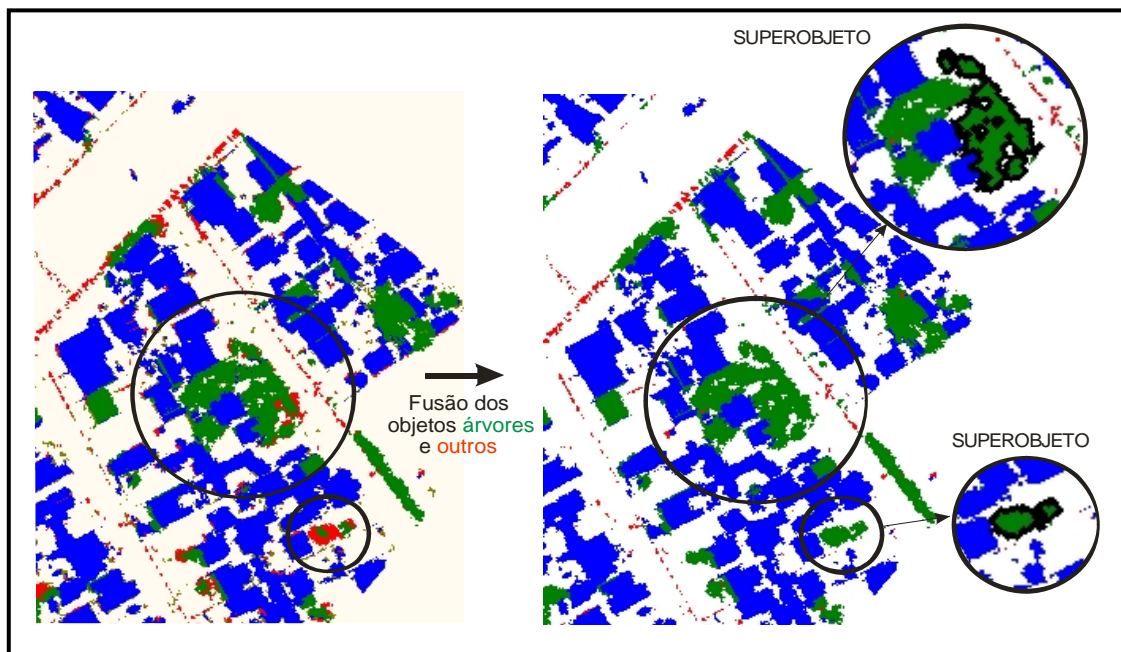 SUPEROBJETO
Fusão dos
objetos árvores
e outros
SUPEROBJETO